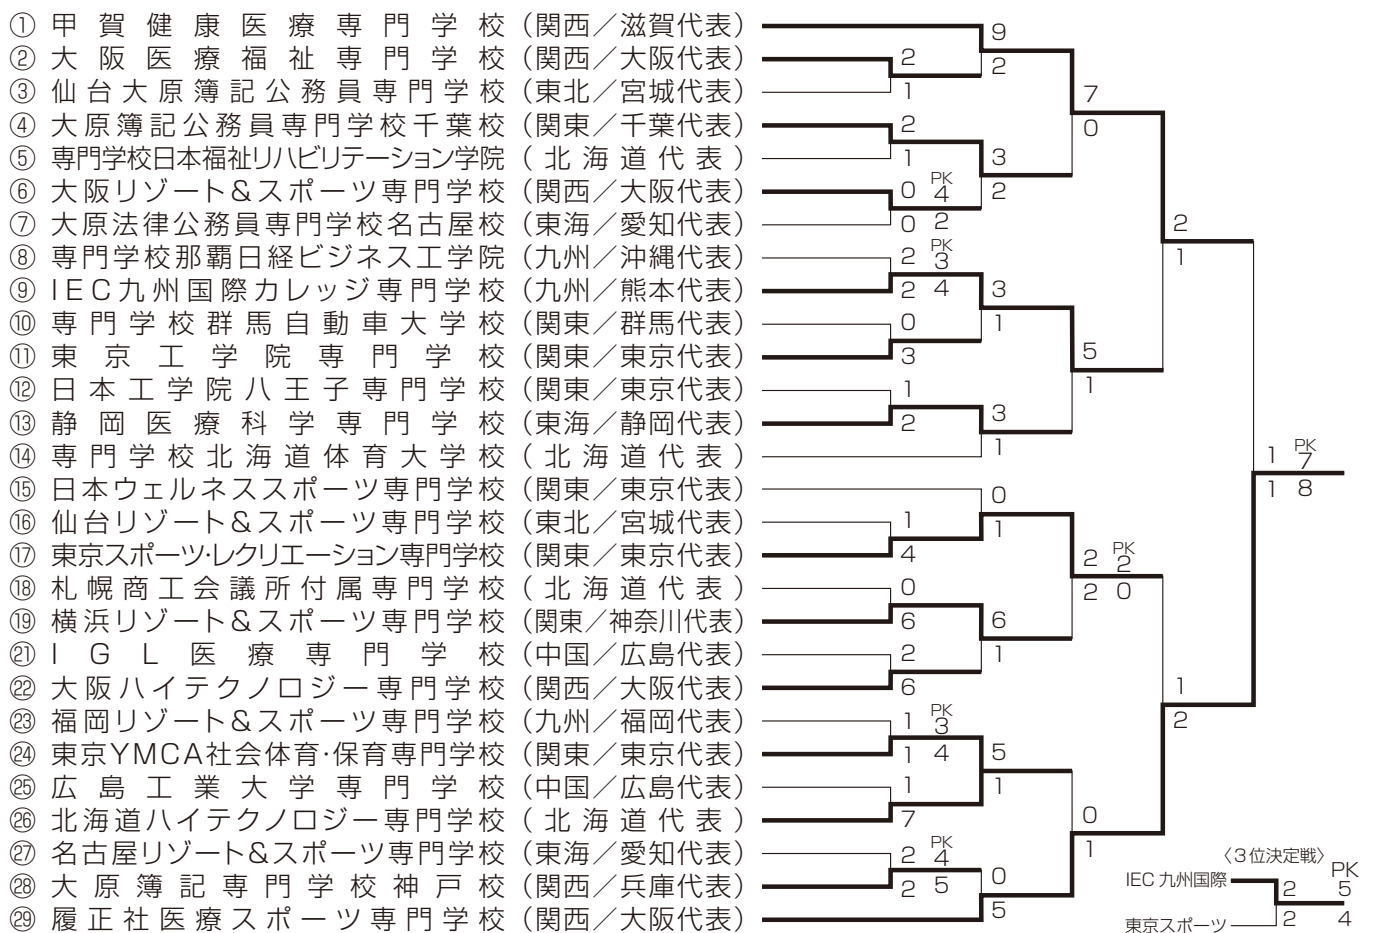 ① 甲賀健康医療専門学校 (関西／滋賀代表)
② 大阪医療福祉専門学校 (関西／大阪代表)
③ 仙台大原簿記公務員専門学校 (東北／宮城代表)
④ 大原簿記公務員専門学校千葉校 (関東／千葉代表)
⑤ 専門学校日本福祉リハビリテーション学院 (北海道代表)
⑥ 大阪リゾート&スポーツ専門学校 (関西／大阪代表)
⑦ 大原法律公務員専門学校名古屋校 (東海／愛知代表)
⑧ 専門学校那覇日経ビジネス工学院 (九州／沖縄代表)
⑨ IEC九州国際カレッジ専門学校 (九州／熊本代表)
⑩ 専門学校群馬自動車大学校 (関東／群馬代表)
⑪ 東京工学院専門学校 (関東／東京代表)
⑫ 日本工学院八王子専門学校 (関東／東京代表)
⑬ 静岡医療科学専門学校 (東海／静岡代表)
⑭ 専門学校北海道体育大学校 (北海道代表)
⑮ 日本ウェルネススポーツ専門学校 (関東／東京代表)
⑯ 仙台リゾート&スポーツ専門学校 (東北／宮城代表)
⑰ 東京スポーツ・レクリエーション専門学校 (関東／東京代表)
⑱ 札幌商工会議所付属専門学校 (北海道代表)
⑲ 横浜リゾート&スポーツ専門学校 (関東／神奈川代表)
㉑ IGL医療専門学校 (中国／広島代表)
㉒ 大阪ハイテクノロジー専門学校 (関西／大阪代表)
㉓ 福岡リゾート&スポーツ専門学校 (九州／福岡代表)
㉔ 東京YMCA社会体育・保育専門学校 (関東／東京代表)
㉕ 広島工業大学専門学校 (中国／広島代表)
㉖ 北海道ハイテクノロジー専門学校 (北海道代表)
㉗ 名古屋リゾート&スポーツ専門学校 (東海／愛知代表)
㉘ 大原簿記専門学校神戸校 (関西／兵庫代表)
㉙ 履正社医療スポーツ専門学校 (関西／大阪代表)
2
1
2
1
0 PK 4
0 2
2 PK 3
2 4
0
3
1
2
1
4
0
6
2
6
1 PK 3
1 4
1
7
2 PK 4
2 5
9
2
3
2
3
1
3
1
0
1
6
1
5
1
0
5
7
0
5
1
2 PK 2
2 0
0
1
2
1
1
2
1 PK 7
1 8
〈3位決定戦〉
PK
IEC 九州国際 2 5
東京スポーツ 2 4